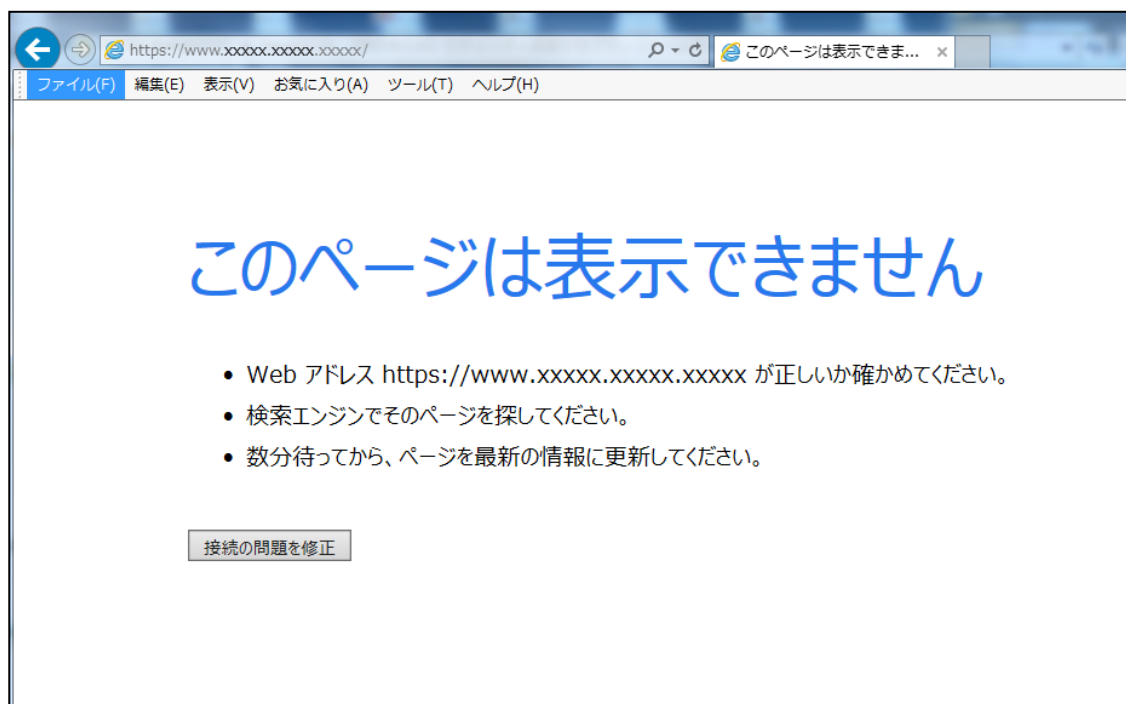 https://www.xxxxx.xxxxx.xxxxx/
このページは表示できま...
ファイル(F) 編集(E) 表示(V) お気に入り(A) ツール(T) ヘルプ(H)
このページは表示できません
• Web アドレス https://www.xxxxx.xxxxx.xxxxx が正しいか確かめてください。
• 検索エンジンでそのページを探してください。
• 数分待ってから、ページを最新の情報に更新してください。
接続の問題を修正